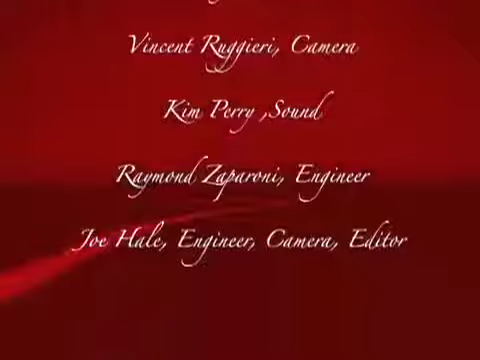 Vincent Ruggieri, Camera
Kim Perry ,Sound
Raymond Zaparoni, Engineer
Joe Hale, Engineer, Camera, Editor